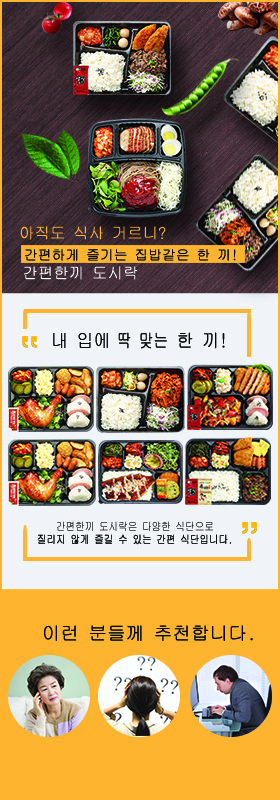 아직도 식사 거르니?
간편하게 즐기는 집밥같은 한 끼!
간편한끼 도시락
"내 입에 딱 맞는 한 끼!
간편한끼 도시락은 다양한 식단으로
질리지 않게 즐길 수 있는 간편 식단입니다."
이런 분들께 추천합니다.
?? ?? ??